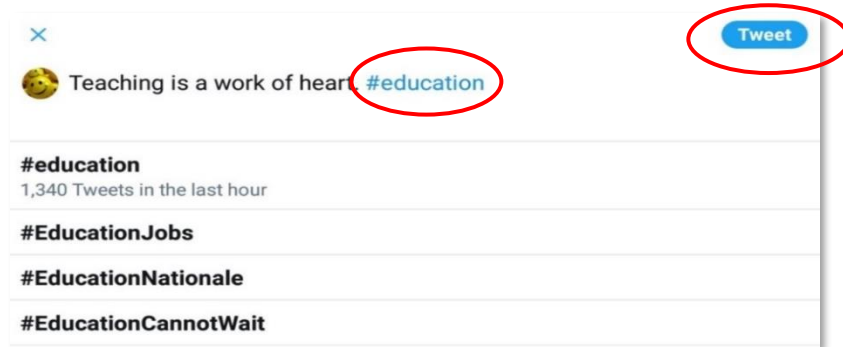 Tweet
Teaching is a work of heart. #education
#education
1,340 Tweets in the last hour
#EducationJobs
#EducationNationale
#EducationCannotWait